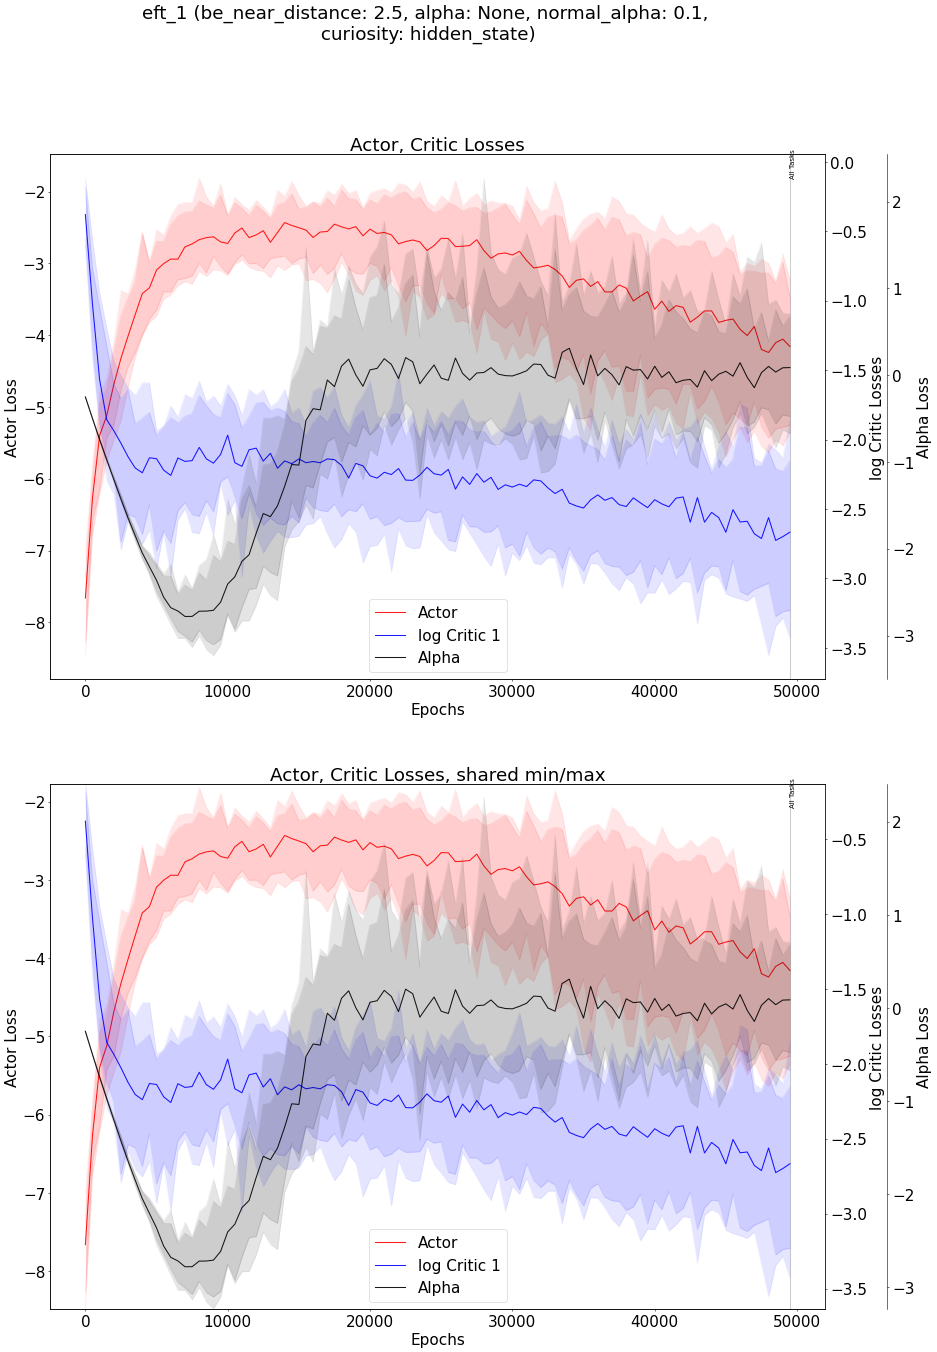 eft_1 (be_near_distance: 2.5, alpha: None, normal_alpha: 0.1,
curiosity: hidden_state)
Actor, Critic Losses
All Tasks
Actor Loss
−2
−3
−4
−5
−6
−7
−8
0.0
−0.5
−1.0
−1.5
−2.0
−2.5
−3.0
−3.5
log Critic Losses
2
1
0
−1
−2
−3
Alpha Loss
Actor
log Critic 1
Alpha
0 10000 20000 30000 40000 50000
Epochs
Actor, Critic Losses, shared min/max
All Tasks
Actor Loss
−2
−3
−4
−5
−6
−7
−8
−0.5
−1.0
−1.5
−2.0
−2.5
−3.0
−3.5
log Critic Losses
2
1
0
−1
−2
−3
Alpha Loss
Actor
log Critic 1
Alpha
0 10000 20000 30000 40000 50000
Epochs